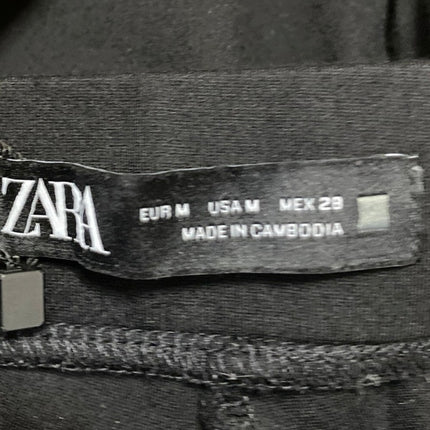 ZARA
EUR M USA M MEX 28
MADE IN CAMBODIA